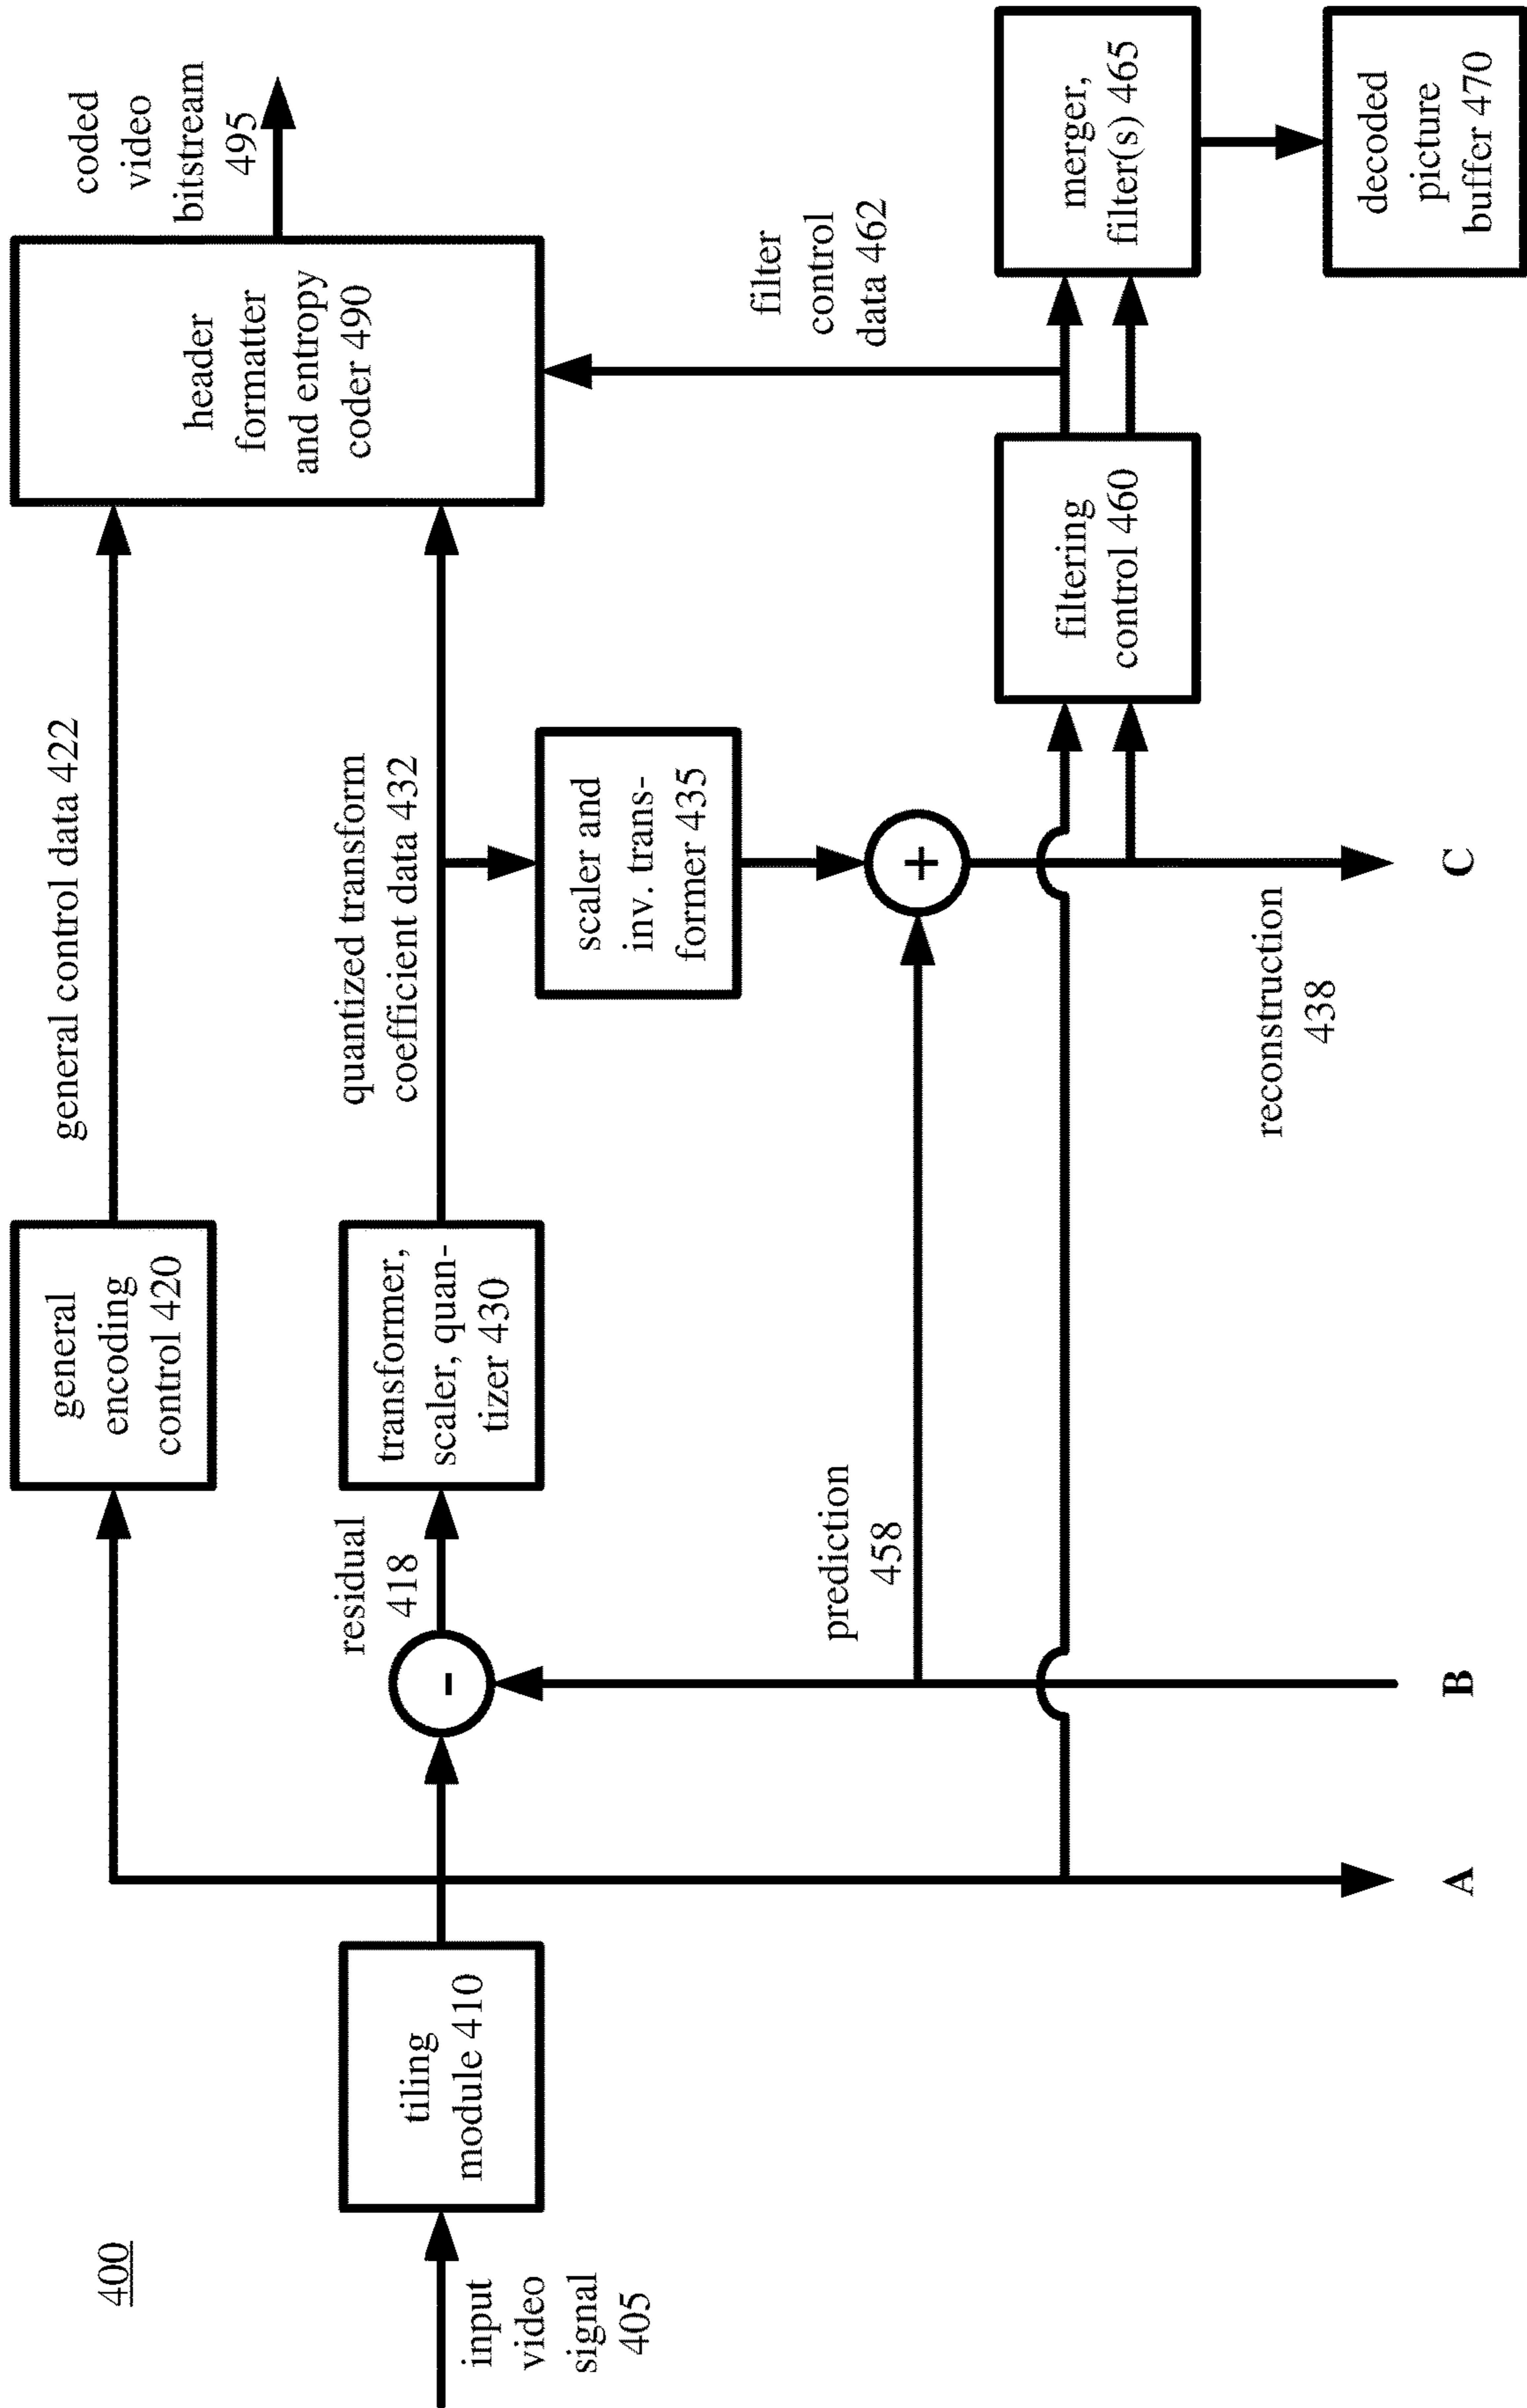 400
coded
video
bitstream
495
general control data 422
general
encoding
control 420
header
formatter
and entropy
coder 490
quantized transform
coefficient data 432
residual
418
transformer,
scaler, quan-
tizer 430
tiling
module 410
input
video
signal
405
-
scaler and
inv. trans-
former 435
filter
control
data 462
prediction
458
+
filtering
control 460
merger,
filter(s) 465
reconstruction
438
decoded
picture
buffer 470
A
B
C